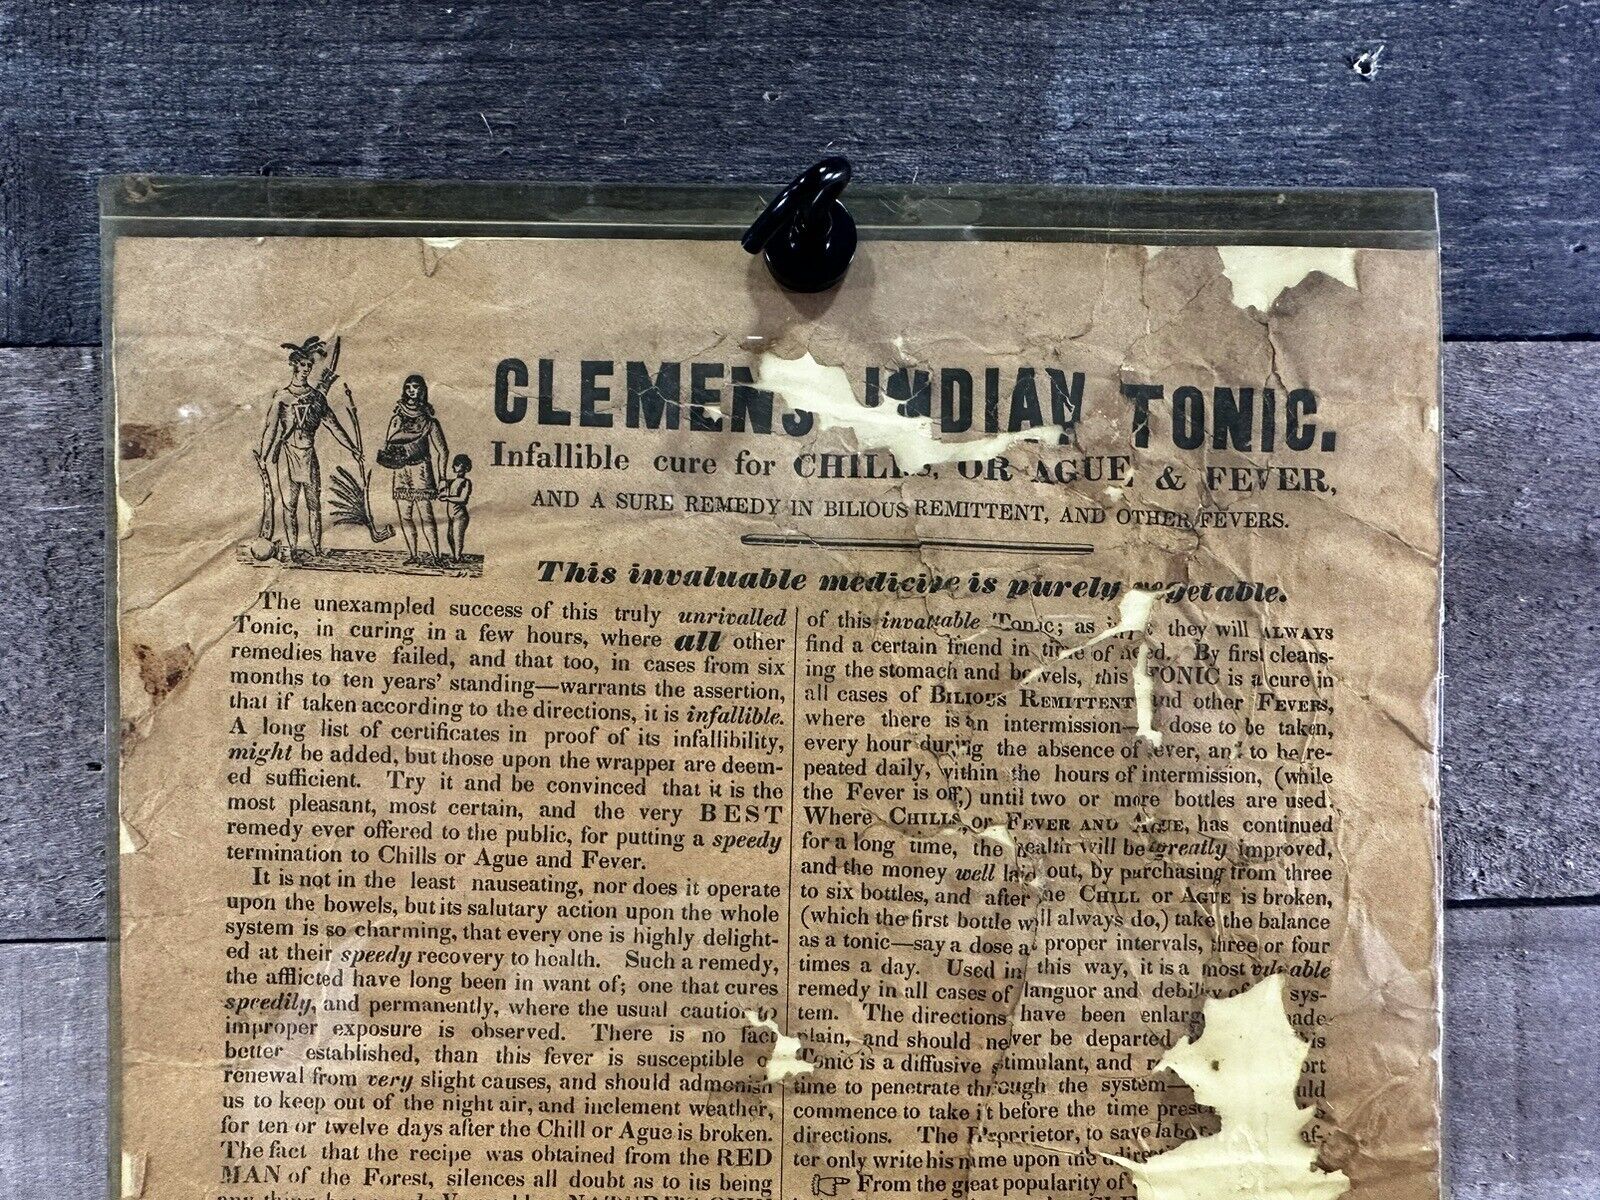 CLEMENS INDIAN TONIC.
Infallible cure for CHILLS, OR AGUE & FEVER,
AND A SURE REMEDY IN BILIOUS REMITTENT, AND OTHER FEVERS.
This invaluable medicine is purely vegetable.
The unexampled success of this truly unrivalled
Tonic, in curing in a few hours, where all other
remedies have failed, and that too, in cases from six
months to ten years' standing—warrants the assertion,
that if taken according to the directions, it is infallible.
A long list of certificates in proof of its infallibility,
might be added, but those upon the wrapper are deem-
ed sufficient. Try it and be convinced that it is the
most pleasant, most certain, and the very BEST
remedy ever offered to the public, for putting a speedy
termination to Chills or Ague and Fever.
It is not in the least nauseating, nor does it operate
upon the bowels, but its salutary action upon the whole
system is so charming, that every one is highly delight-
ed at their speedy recovery to health. Such a remedy,
the afflicted have long been in want of; one that cures
speedily, and permanently, where the usual caution to
improper exposure is observed. There is no fact
better established, than this fever is susceptible of
renewal from very slight causes, and should admonish
us to keep out of the night air, and inclement weather,
for ten or twelve days after the Chill or Ague is broken.
The fact that the recipe was obtained from the RED
MAN of the Forest, silences all doubt as to its being
of this invaluable Tonic; as in it they will ALWAYS
find a certain friend in time of need. By first cleans-
ing the stomach and bowels, this TONIC is a cure in
all cases of BILIOUS REMITTENT and other FEVERS,
where there is an intermission— dose to be taken,
every hour during the absence of fever, and to be re-
peated daily, within the hours of intermission, (while
the Fever is off,) until two or more bottles are used.
Where CHILLS, or FEVER AND AGUE, has continued
for a long time, the health will be greatly improved,
and the money well laid out, by purchasing from three
to six bottles, and after the CHILL or AGUE is broken,
(which the first bottle will always do,) take the balance
as a tonic—say a dose at proper intervals, three or four
times a day. Used in this way, it is a most valuable
remedy in all cases of languor and debility of sys-
tem. The directions have been enlarg ade
plain, and should never be departed is
Tonic is a diffusive stimulant, and r ort
time to penetrate through the system— uld
commence to take it before the time pres
directions. The Proprietor, to save labor af-
ter only write his name upon the direc
☞ From the great popularity of